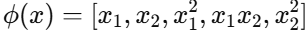 ϕ(x) = [x₁, x₂, x₁², x₁x₂, x₂²]